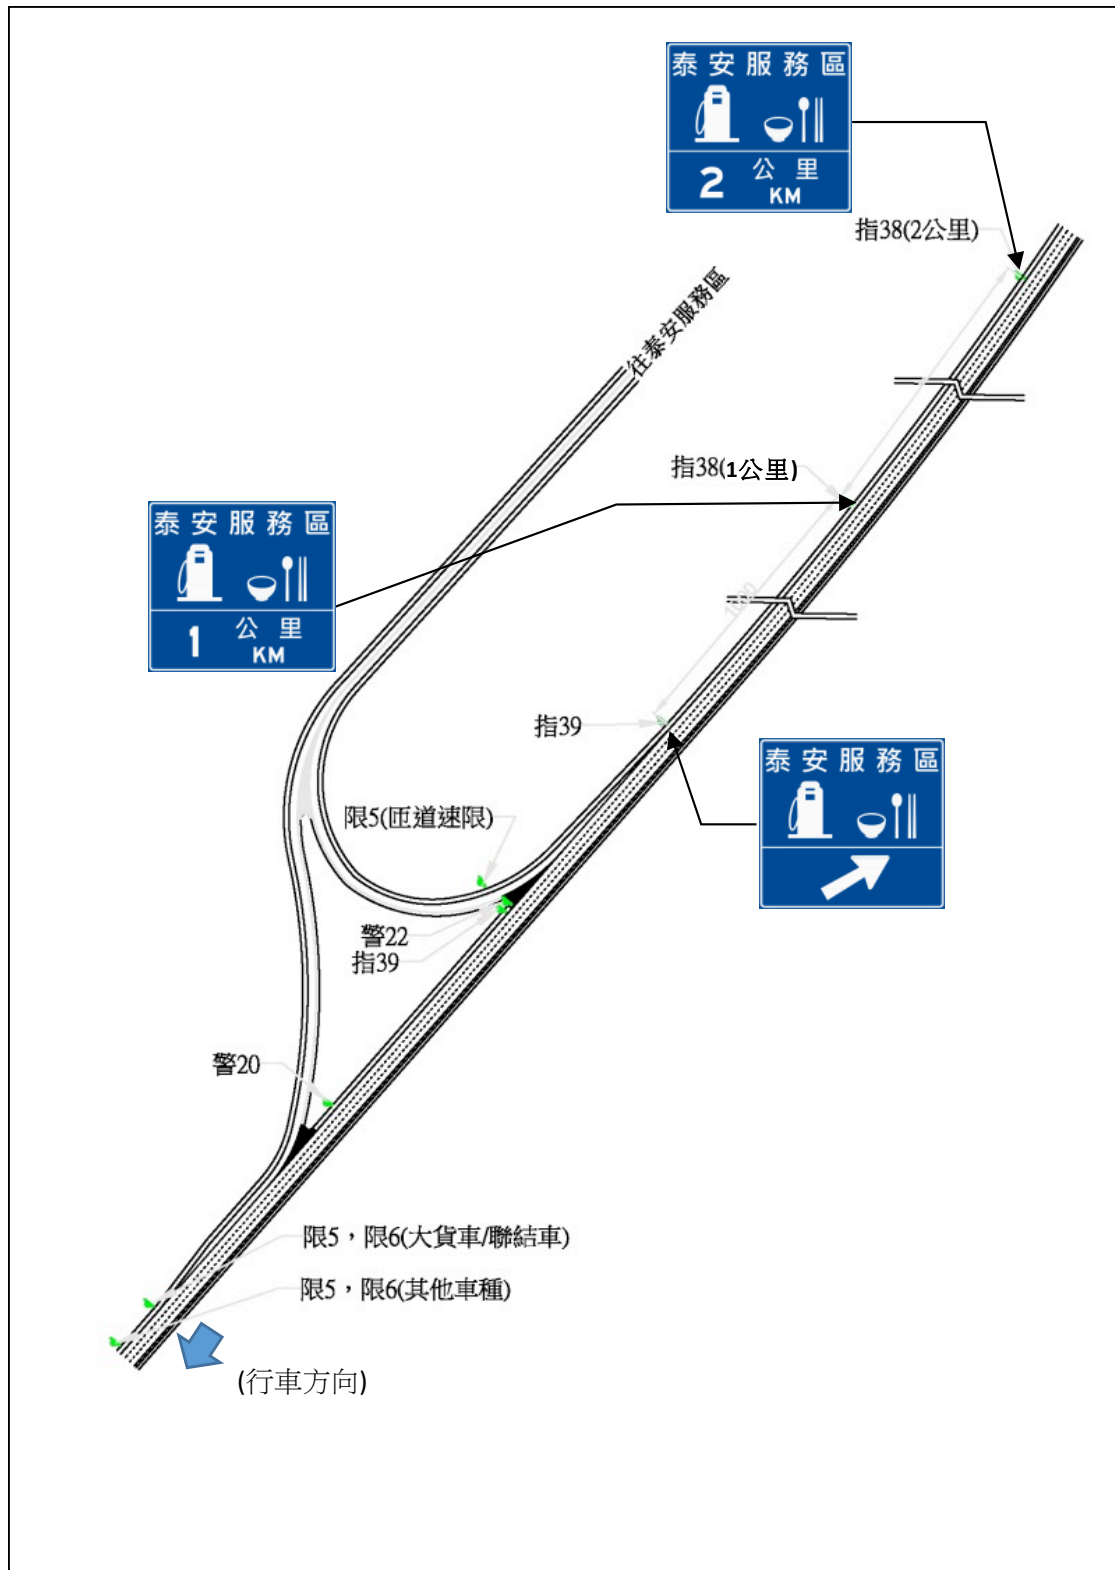 泰安服務區
2 公里
KM
指38(2公里)
往泰安服務區
指38(1公里)
泰安服務區
1 公里
KM
1000
指39
泰安服務區
限5(匝道速限)
警22
指39
警20
限5，限6(大貨車/聯結車)
限5，限6(其他車種)
(行車方向)